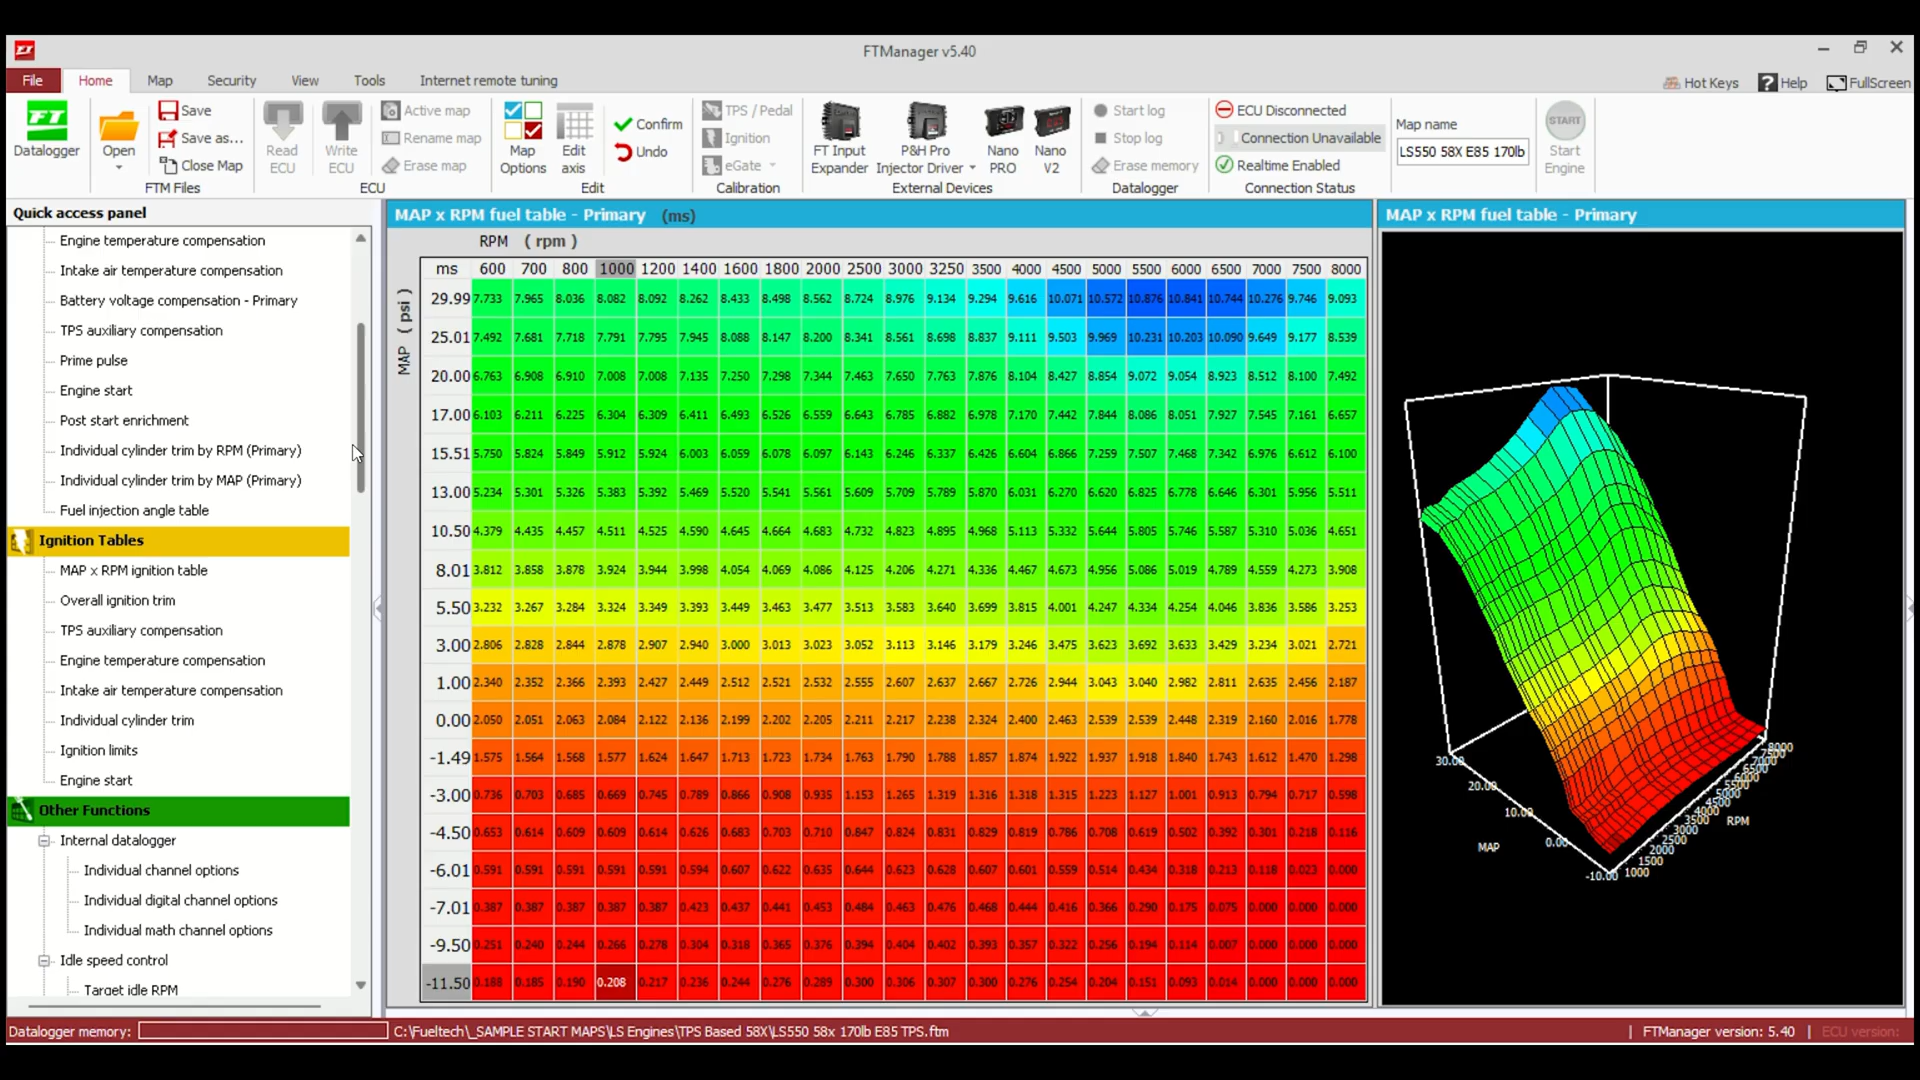 FTManager v5.40
File Home Map Security View Tools Internet remote tuning Hot Keys Help FullScreen
FT
Datalogger
Open
Save
Save as...
Close Map
FTM Files
Read ECU
Write ECU
Active map
Rename map
Erase map
ECU
Map Options
Edit axis
Confirm
Undo
Edit
TPS / Pedal
Ignition
eGate
Calibration
FT Input Expander
P&H Pro Injector Driver
Nano PRO
Nano V2
External Devices
Start log
Stop log
Erase memory
Datalogger
ECU Disconnected
Connection Unavailable
Realtime Enabled
Connection Status
Map name
LS550 58X E85 170lb
START
Start Engine
Quick access panel
Engine temperature compensation
Intake air temperature compensation
Battery voltage compensation - Primary
TPS auxiliary compensation
Prime pulse
Engine start
Post start enrichment
Individual cylinder trim by RPM (Primary)
Individual cylinder trim by MAP (Primary)
Fuel injection angle table
Ignition Tables
MAP x RPM ignition table
Overall ignition trim
TPS auxiliary compensation
Engine temperature compensation
Intake air temperature compensation
Individual cylinder trim
Ignition limits
Engine start
Other Functions
Internal datalogger
Individual channel options
Individual digital channel options
Individual math channel options
Idle speed control
Target idle RPM
MAP x RPM fuel table - Primary (ms)
RPM ( rpm )
MAP ( psi )
ms 600 700 800 1000 1200 1400 1600 1800 2000 2500 3000 3250 3500 4000 4500 5000 5500 6000 6500 7000 7500 8000
29.99 7.733 7.965 8.036 8.082 8.092 8.262 8.433 8.498 8.562 8.724 8.976 9.134 9.294 9.616 10.071 10.572 10.876 10.841 10.744 10.276 9.746 9.093
25.01 7.492 7.681 7.718 7.791 7.795 7.945 8.088 8.147 8.200 8.341 8.561 8.698 8.837 9.111 9.503 9.969 10.231 10.203 10.090 9.649 9.177 8.539
20.00 6.763 6.908 6.910 7.008 7.008 7.135 7.250 7.298 7.344 7.463 7.650 7.763 7.876 8.104 8.427 8.854 9.072 9.054 8.923 8.512 8.100 7.492
17.00 6.103 6.211 6.225 6.304 6.309 6.411 6.493 6.526 6.559 6.643 6.785 6.882 6.978 7.170 7.442 7.844 8.086 8.051 7.927 7.545 7.161 6.657
15.51 5.750 5.824 5.849 5.912 5.924 6.003 6.059 6.078 6.097 6.143 6.246 6.337 6.426 6.604 6.866 7.259 7.507 7.468 7.342 6.976 6.612 6.100
13.00 5.234 5.301 5.326 5.383 5.392 5.469 5.520 5.541 5.561 5.609 5.709 5.789 5.870 6.031 6.270 6.620 6.825 6.778 6.646 6.301 5.956 5.511
10.50 4.379 4.435 4.457 4.511 4.525 4.590 4.645 4.664 4.683 4.732 4.823 4.895 4.968 5.113 5.332 5.644 5.805 5.746 5.587 5.310 5.036 4.651
8.01 3.812 3.858 3.878 3.924 3.944 3.998 4.054 4.069 4.086 4.125 4.206 4.271 4.336 4.467 4.673 4.956 5.086 5.019 4.789 4.559 4.273 3.908
5.50 3.232 3.267 3.284 3.324 3.349 3.393 3.449 3.463 3.477 3.513 3.583 3.640 3.699 3.815 4.001 4.247 4.334 4.254 4.046 3.836 3.586 3.253
3.00 2.806 2.828 2.844 2.878 2.907 2.940 3.000 3.013 3.023 3.052 3.113 3.146 3.179 3.246 3.475 3.623 3.692 3.633 3.429 3.234 3.021 2.721
1.00 2.340 2.352 2.366 2.393 2.427 2.449 2.512 2.521 2.532 2.555 2.607 2.637 2.667 2.726 2.944 3.043 3.040 2.982 2.811 2.635 2.456 2.187
0.00 2.050 2.051 2.063 2.084 2.122 2.136 2.199 2.202 2.205 2.211 2.217 2.238 2.324 2.400 2.463 2.539 2.539 2.448 2.319 2.160 2.016 1.778
-1.49 1.575 1.564 1.568 1.577 1.624 1.647 1.713 1.723 1.734 1.763 1.790 1.788 1.857 1.874 1.922 1.937 1.918 1.840 1.743 1.612 1.470 1.298
-3.00 0.736 0.703 0.685 0.669 0.745 0.789 0.866 0.908 0.935 1.153 1.265 1.319 1.316 1.318 1.315 1.223 1.127 1.001 0.913 0.794 0.717 0.598
-4.50 0.653 0.614 0.609 0.609 0.614 0.626 0.683 0.703 0.710 0.847 0.824 0.831 0.829 0.819 0.786 0.708 0.619 0.502 0.392 0.301 0.218 0.116
-6.01 0.591 0.591 0.591 0.591 0.591 0.594 0.607 0.622 0.635 0.644 0.623 0.628 0.607 0.601 0.559 0.514 0.434 0.318 0.213 0.118 0.023 0.000
-7.01 0.387 0.387 0.387 0.387 0.387 0.423 0.437 0.441 0.453 0.484 0.463 0.476 0.468 0.444 0.416 0.366 0.290 0.175 0.075 0.000 0.000 0.000
-9.50 0.251 0.240 0.244 0.266 0.278 0.304 0.318 0.365 0.376 0.394 0.404 0.402 0.393 0.357 0.322 0.256 0.194 0.114 0.007 0.000 0.000 0.000
-11.50 0.188 0.185 0.190 0.208 0.217 0.236 0.244 0.276 0.289 0.300 0.306 0.307 0.300 0.276 0.254 0.204 0.151 0.093 0.014 0.000 0.000 0.000
MAP x RPM fuel table - Primary
30.00
20.00
10.00
0.00
-10.00
MAP
8000
7500
7000
6500
6000
5500
5000
4500
4000
3500
3000
2500
2000
1500
1000
RPM
Datalogger memory:
C:\Fueltech\_SAMPLE START MAPS\LS Engines\TPS Based 58X\LS550 58x 170lb E85 TPS.ftm
| FTManager version: 5.40 | ECU version: